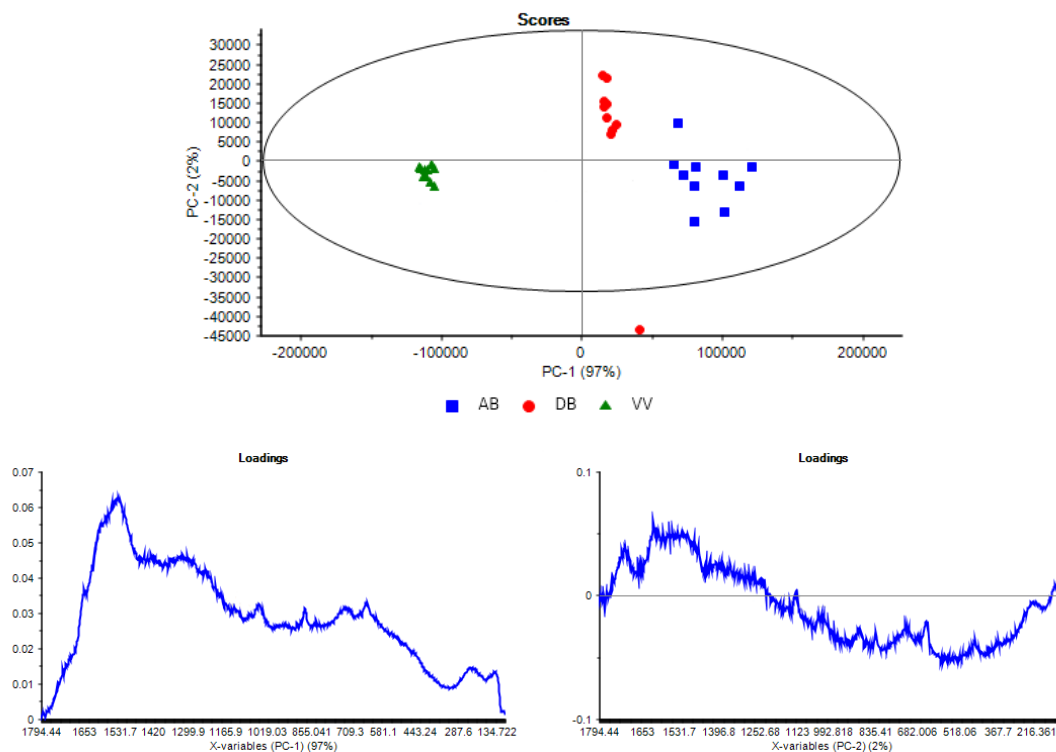 Scores
30000
25000
20000
15000
10000
5000
0
-5000
-10000
-15000
-20000
-25000
-30000
-35000
-40000
-45000
PC-2 (2%)
-200000 -100000 0 100000 200000
PC-1 (97%)
AB DB VV
Loadings
0.07
0.06
0.05
0.04
0.03
0.02
0.01
0
1794.44 1653 1531.7 1420 1299.9 1165.9 1019.03 855.041 709.3 581.1 443.24 287.6 134.722
X-variables (PC-1) (97%)
Loadings
0.1
0
-0.1
1794.44 1653 1531.7 1396.8 1252.68 1123 992.818 835.41 682.006 518.06 367.7 216.361
X-variables (PC-2) (2%)